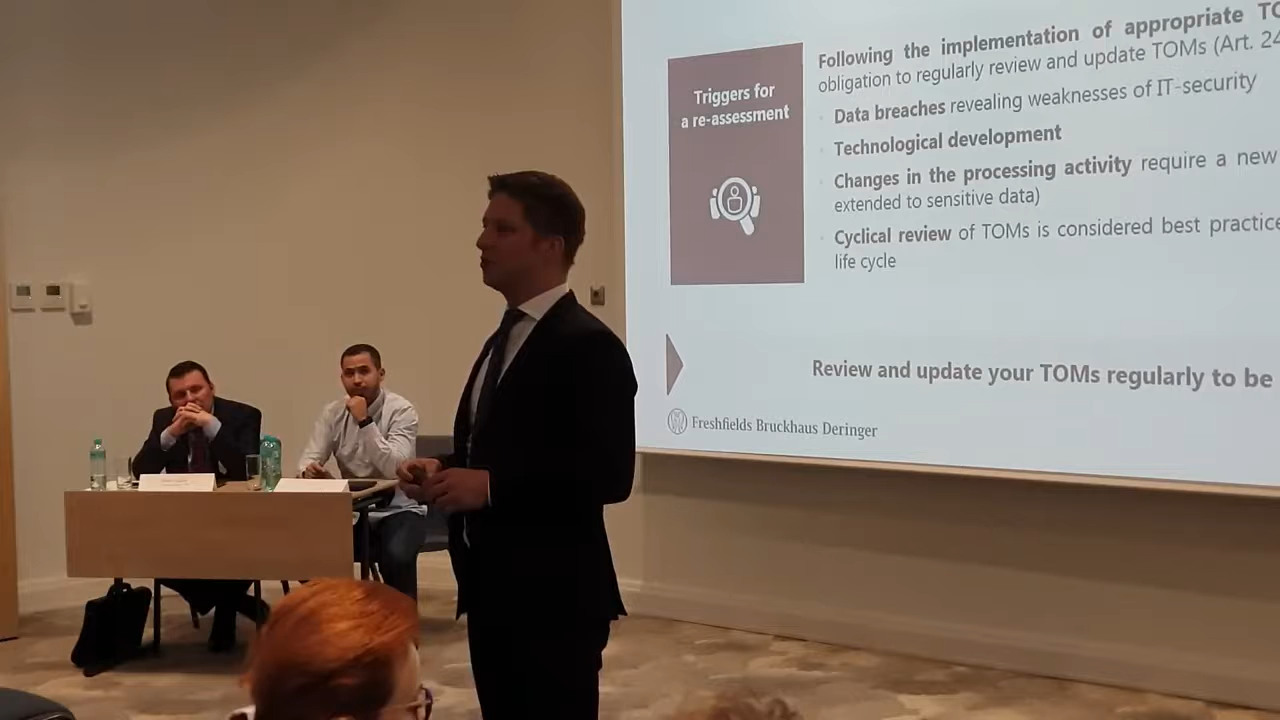 Triggers for
a re-assessment
Following the implementation of appropriate
obligation to regularly review and update TOMs (Art. 24
Data breaches revealing weaknesses of IT-security
Technological development
Changes in the processing activity require a new
extended to sensitive data)
Cyclical review of TOMs is considered best practice
life cycle
Review and update your TOMs regularly to be
Freshfields Bruckhaus Deringer